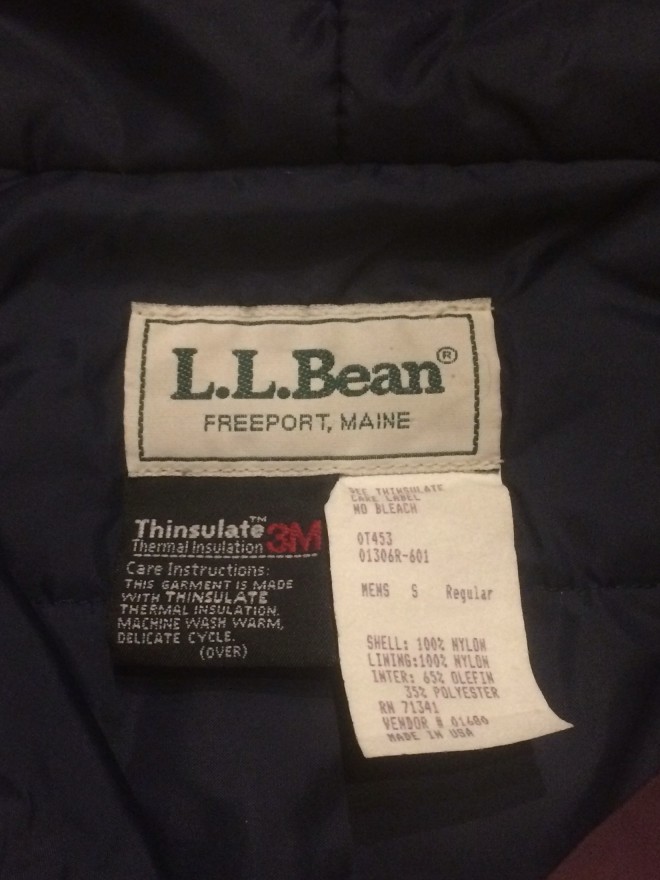 L.L.Bean®
FREEPORT, MAINE
Thinsulate™ 3M
Thermal Insulation
Care Instructions:
THIS GARMENT IS MADE
WITH THINSULATE
THERMAL INSULATION.
MACHINE WASH WARM,
DELICATE CYCLE.
(OVER)
SEE THINSULATE
CARE LABEL
NO BLEACH
0T453
01306R-601
MENS S Regular
SHELL: 100% NYLON
LINING:100% NYLON
INTER: 65% OLEFIN
35% POLYESTER
RN 71341
VENDOR # 01680
MADE IN USA